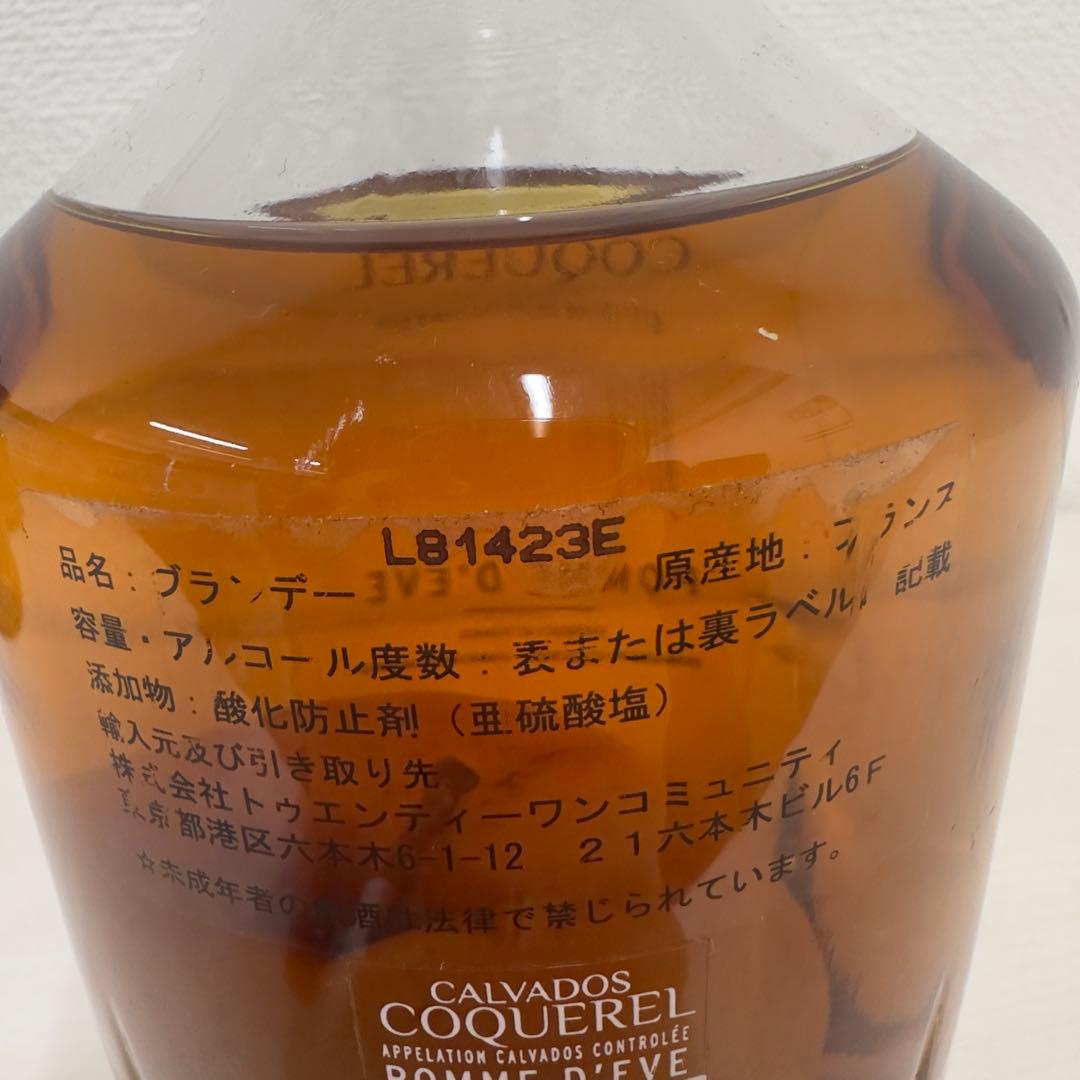 COQUEREL
L81423E
品名：ブランデー 原産地：フランス
D'EVE
容量・アルコール度数：表または裏ラベル 記載
添加物：酸化防止剤（亜硫酸塩）
輸入元及び引き取り先
株式会社トゥエンティーワンコミュニティ
東京都港区六本木6-1-12 21六本木ビル6F
☆未成年者の飲酒は法律で禁じられています。
CALVADOS
COQUEREL
APPELATION CALVADOS CONTROLÉE
POMME D'EVE